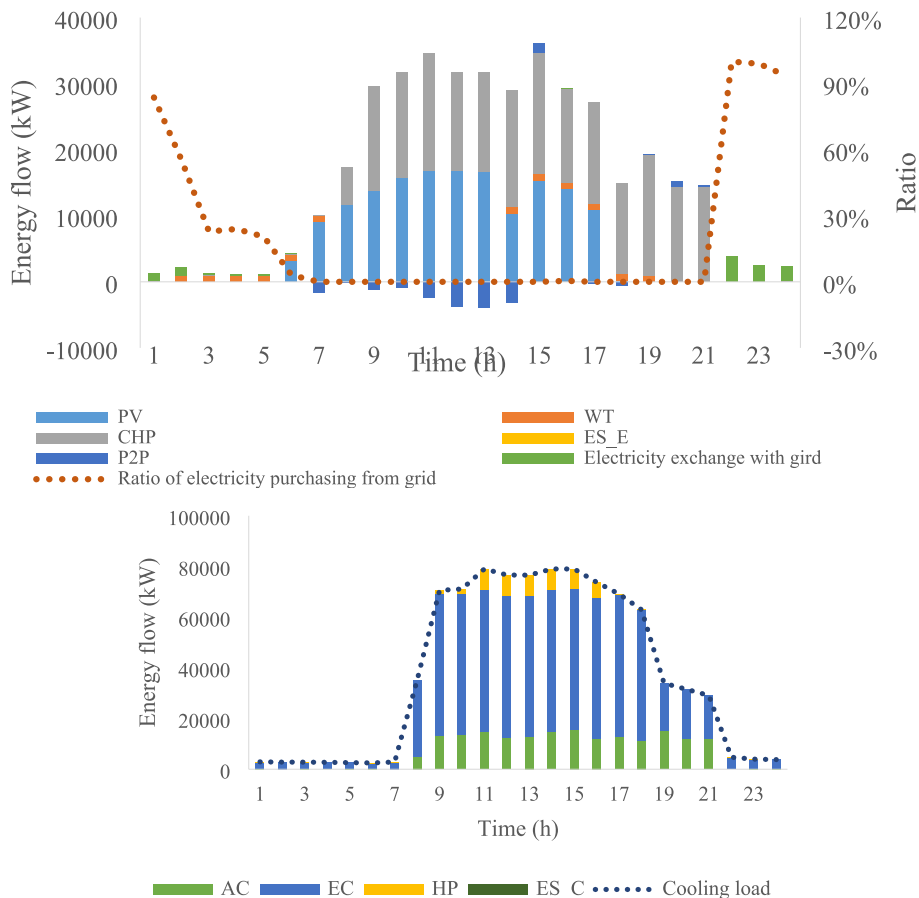 40000
120%
30000
90%
20000
60%
10000
30%
0
0%
-10000
-30%
Energy flow (kW)
Ratio
1 3 5 7 9 11 13 15 17 19 21 23
Time (h)
PV
WT
CHP
ES_E
P2P
Electricity exchange with gird
Ratio of electricity purchasing from grid
100000
80000
60000
40000
20000
0
Energy flow (kW)
1 3 5 7 9 11 13 15 17 19 21 23
Time (h)
AC EC HP ES C Cooling load